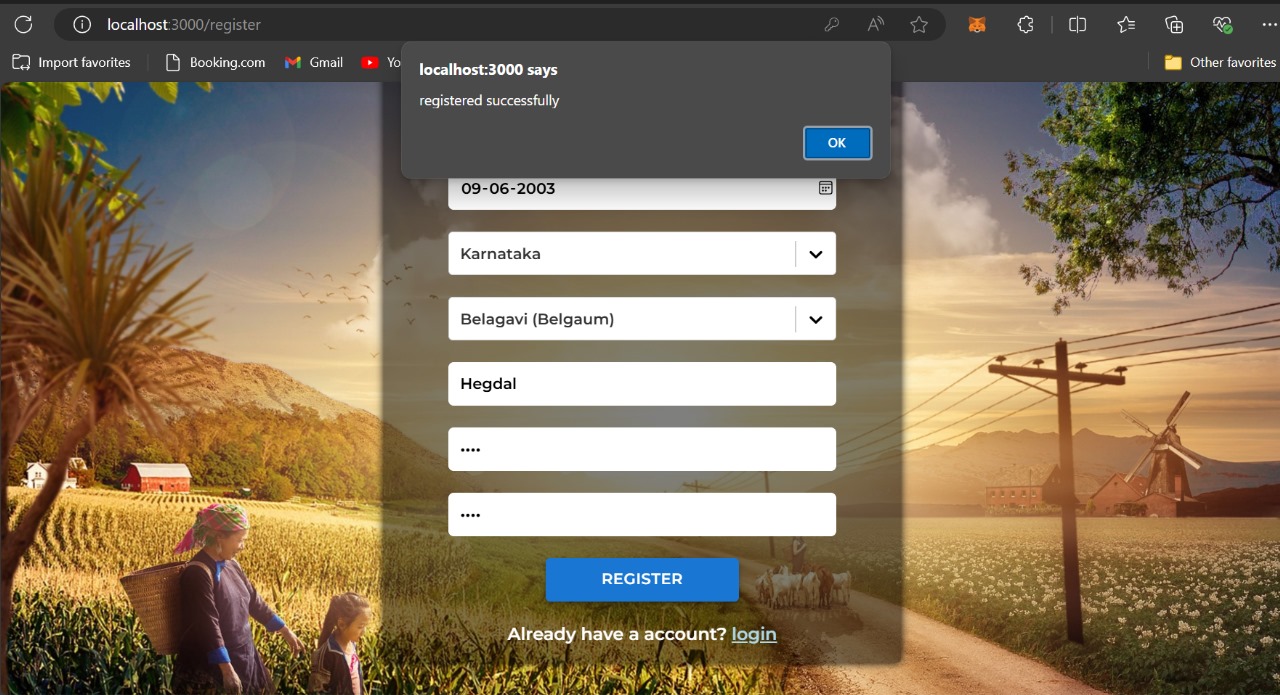 localhost:3000/register
Import favorites
Booking.com
Gmail
Yo
Other favorites
localhost:3000 says
registered successfully
OK
09-06-2003
Karnataka
Belagavi (Belgaum)
Hegdal
••••
••••
REGISTER
Already have a account? login